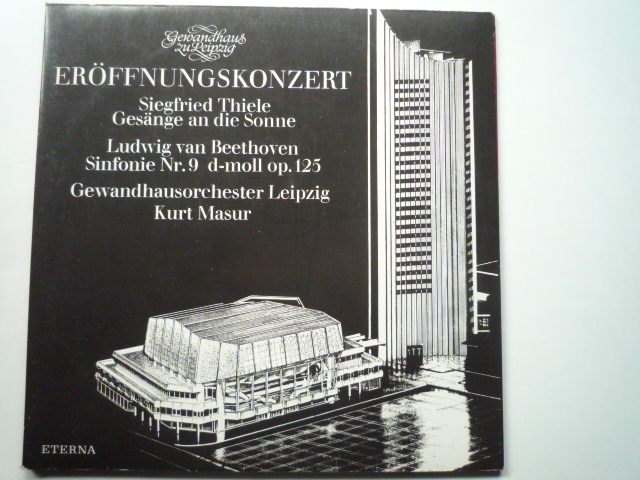 Gewandhaus
zu Leipzig
ERÖFFNUNGSKONZERT
Siegfried Thiele
Gesänge an die Sonne
Ludwig van Beethoven
Sinfonie Nr. 9 d-moll op. 125
Gewandhausorchester Leipzig
Kurt Masur
ETERNA